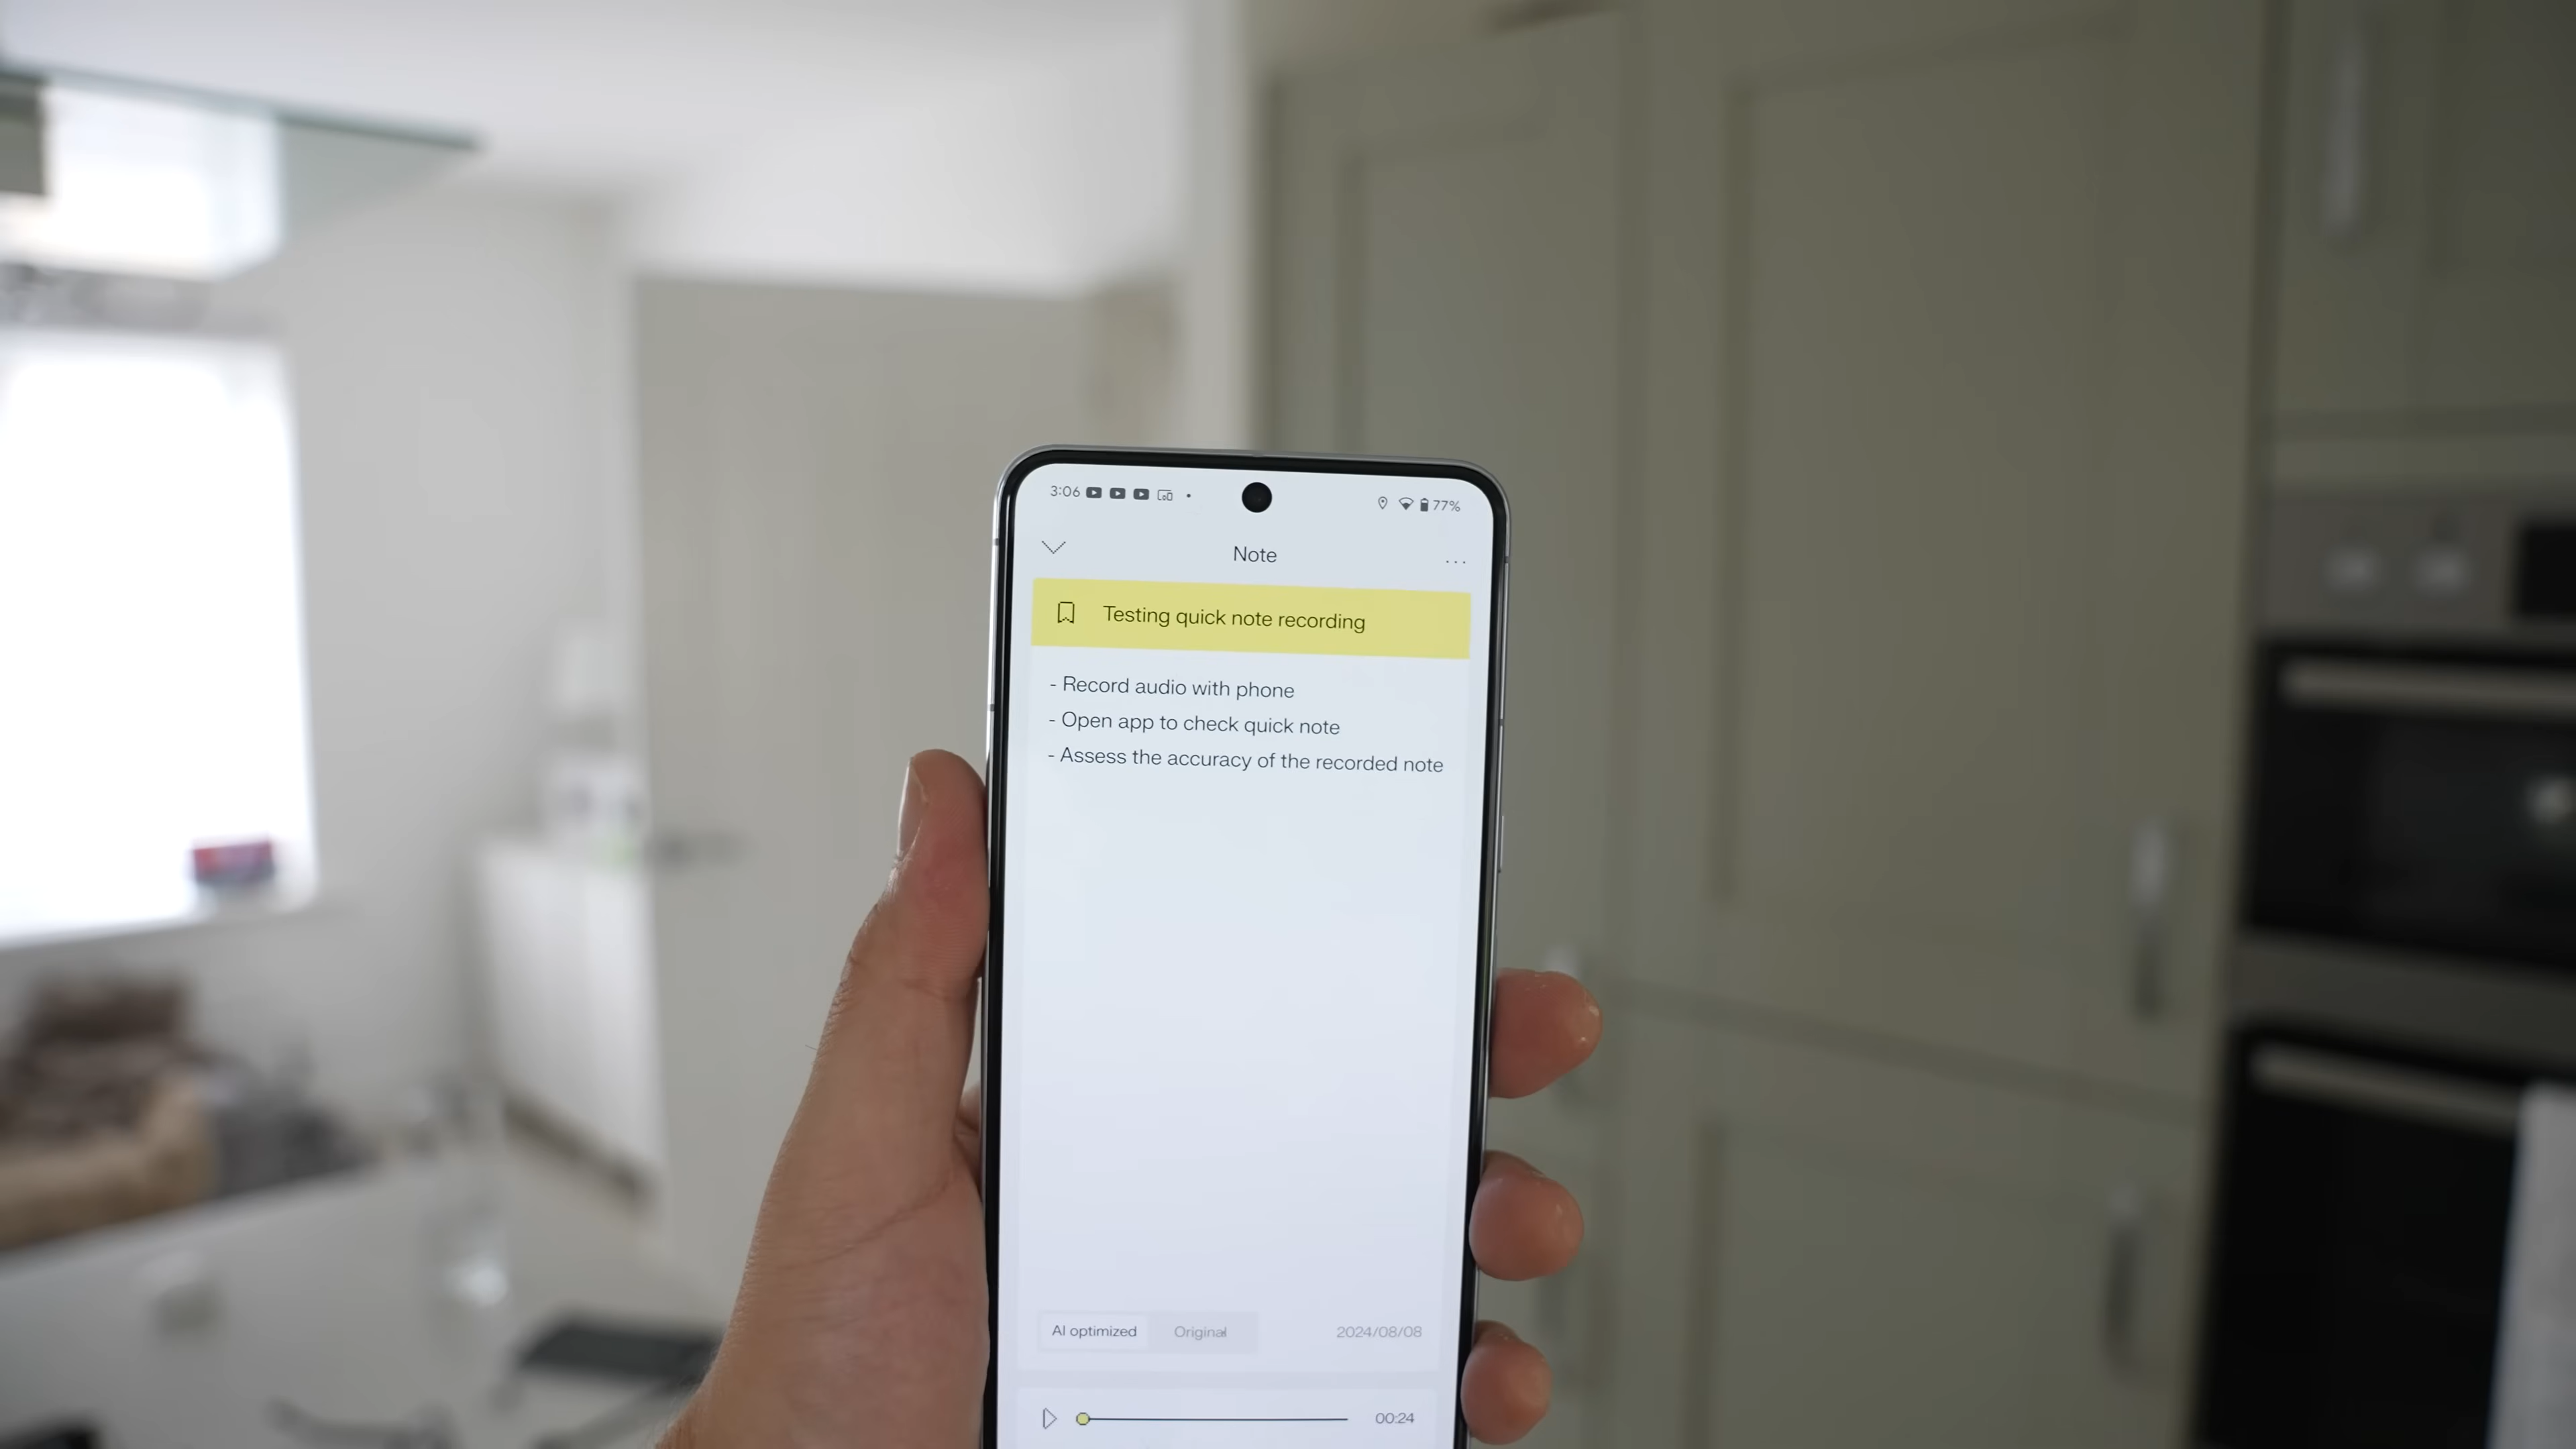 3:06
77%
Note
...
Testing quick note recording
- Record audio with phone
- Open app to check quick note
- Assess the accuracy of the recorded note
AI optimized Original 2024/08/08
00:24